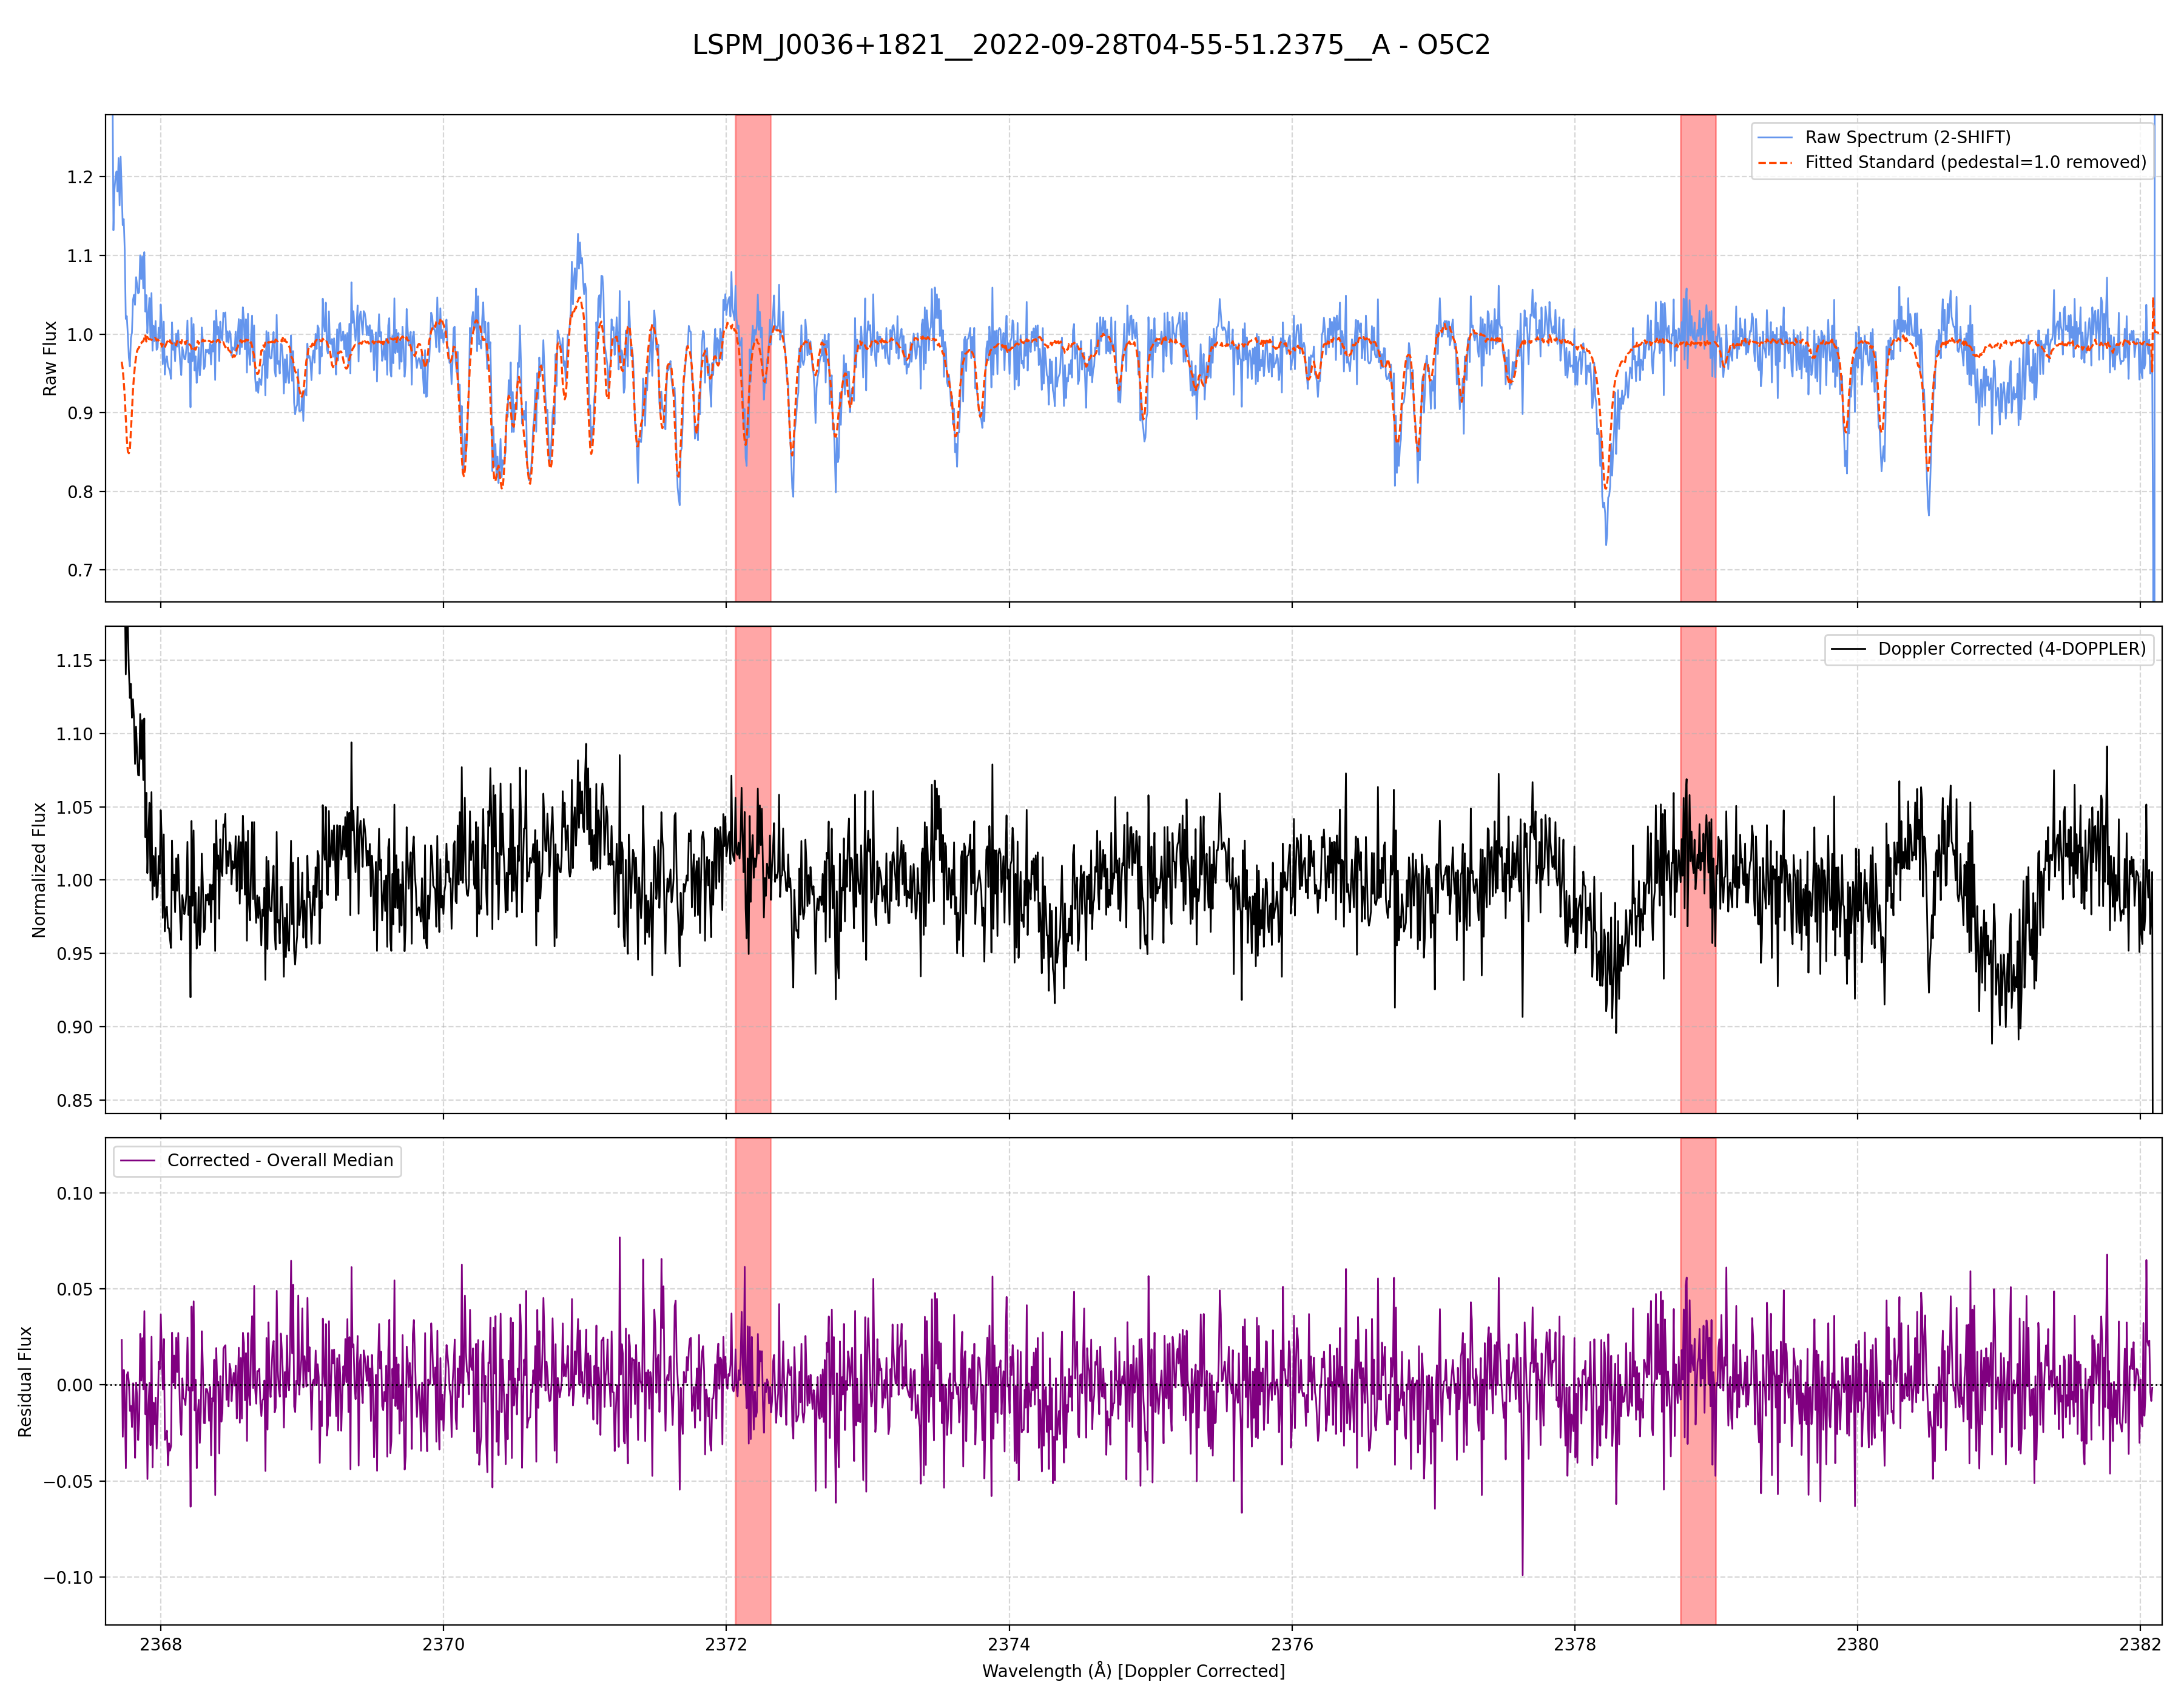 LSPM_J0036+1821__2022-09-28T04-55-51.2375__A - O5C2
Raw Spectrum (2-SHIFT)
Fitted Standard (pedestal=1.0 removed)
1.2
1.1
1.0
0.9
0.8
0.7
Raw Flux
Doppler Corrected (4-DOPPLER)
1.15
1.10
1.05
1.00
0.95
0.90
0.85
Normalized Flux
Corrected - Overall Median
0.10
0.05
0.00
−0.05
−0.10
Residual Flux
2368 2370 2372 2374 2376 2378 2380 2382
Wavelength (Å) [Doppler Corrected]